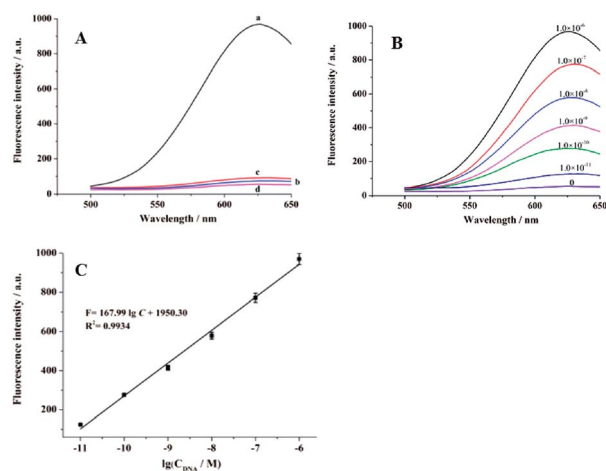 A
Fluorescence intensity / a.u.
1000
800
600
400
200
0
a
c
b
d
500
550
600
650
Wavelength / nm
B
Fluorescence intensity / a.u.
1000
800
600
400
200
0
1.0×10⁻⁶
1.0×10⁻⁷
1.0×10⁻⁸
1.0×10⁻⁹
1.0×10⁻¹⁰
1.0×10⁻¹¹
0
500
550
600
650
Wavelength / nm
C
Fluorescence intensity / a.u.
1000
800
600
400
200
F= 167.99 lg C + 1950.30
R²= 0.9934
-11
-10
-9
-8
-7
-6
lg(C_DNA / M)